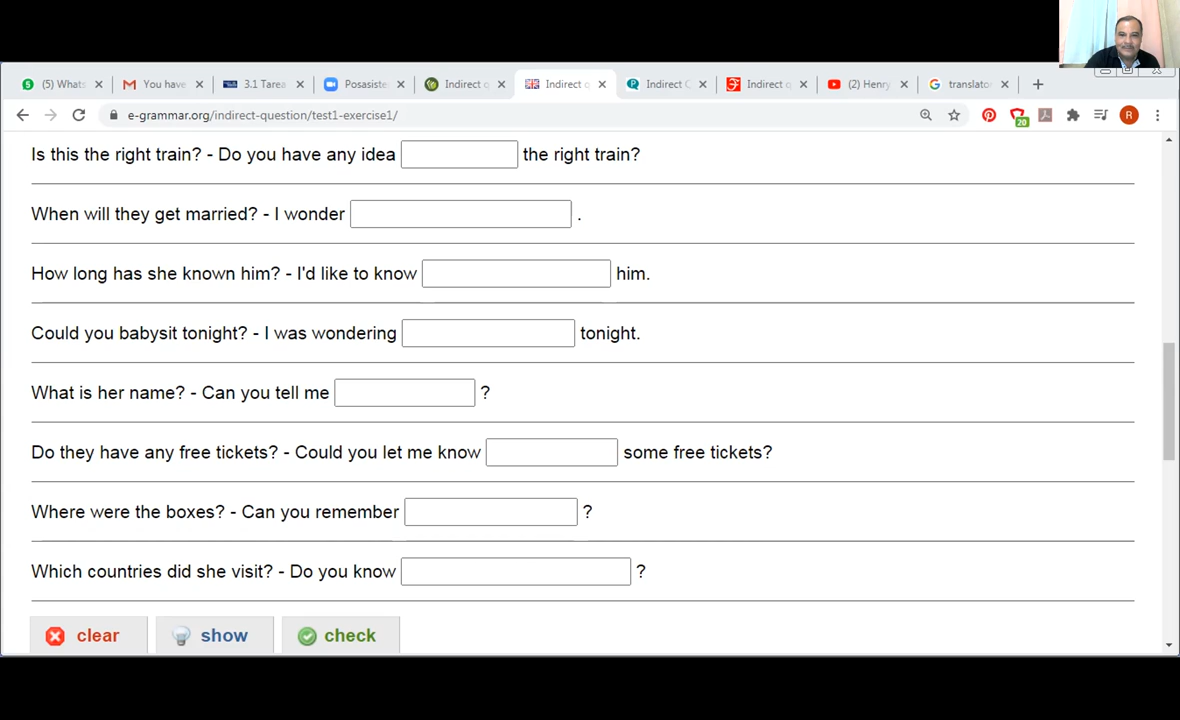 (5) Whats
You have
3.1 Tarea
Posasiste
Indirect q
Indirect q
Indirect Q
Indirect q
(2) Henry
translato
e-grammar.org/indirect-question/test1-exercise1/
20
R
Is this the right train? - Do you have any idea the right train?
When will they get married? - I wonder .
How long has she known him? - I'd like to know him.
Could you babysit tonight? - I was wondering tonight.
What is her name? - Can you tell me ?
Do they have any free tickets? - Could you let me know some free tickets?
Where were the boxes? - Can you remember ?
Which countries did she visit? - Do you know ?
clear
show
check